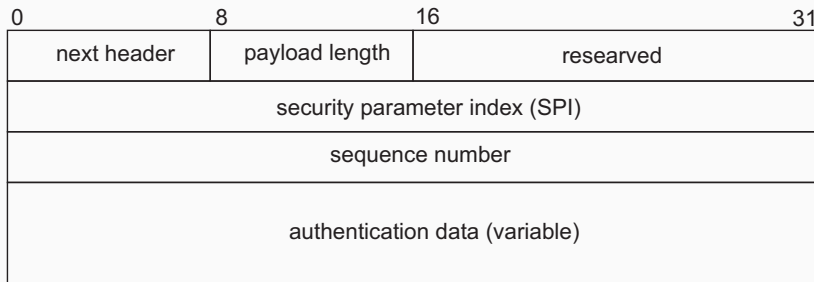 0 8 16 31
next header payload length researved
security parameter index (SPI)
sequence number
authentication data (variable)